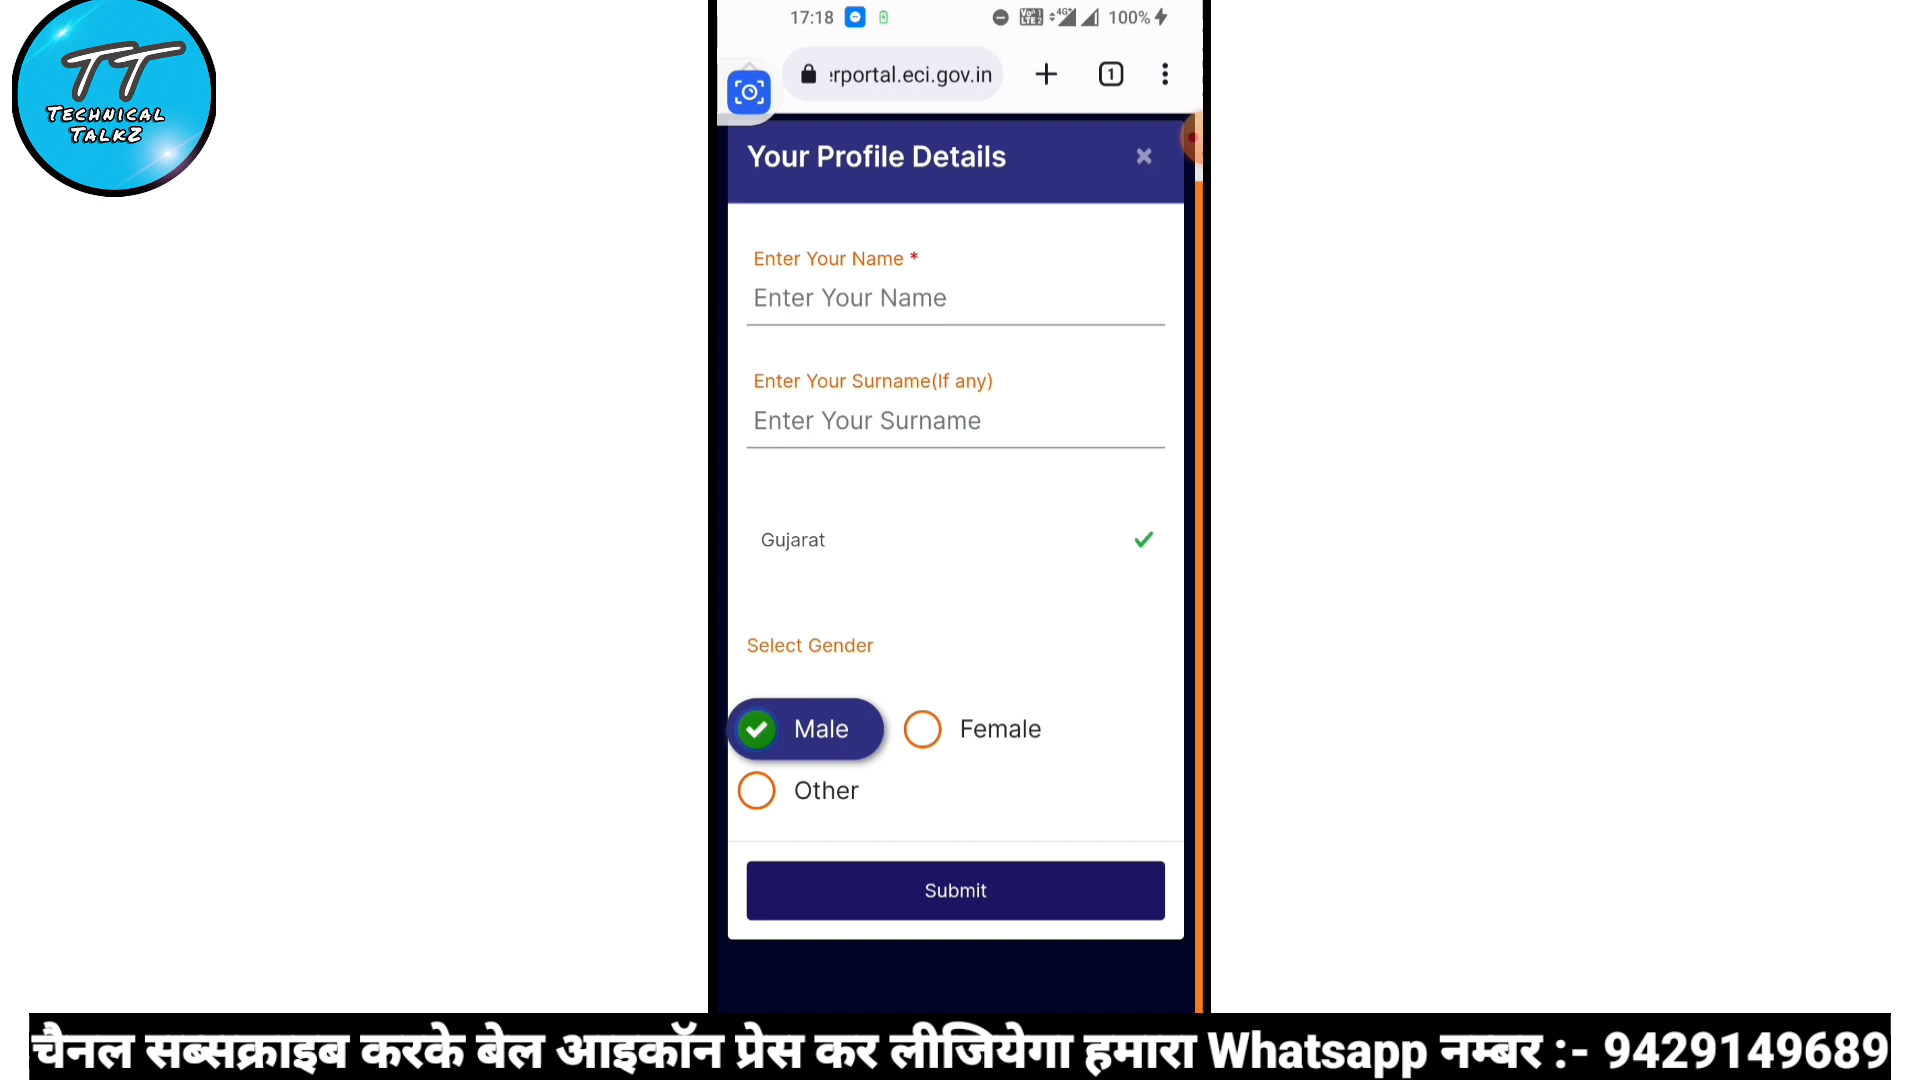 TT
TECHNICAL
TALKZ
17:18
100%
erportal.eci.gov.in
1
Your Profile Details
Enter Your Name *
Enter Your Name
Enter Your Surname(If any)
Enter Your Surname
Gujarat
Select Gender
Male
Female
Other
Submit
चैनल सब्सक्राइब करके बेल आइकॉन प्रेस कर लीजियेगा हमारा Whatsapp नम्बर :- 9429149689